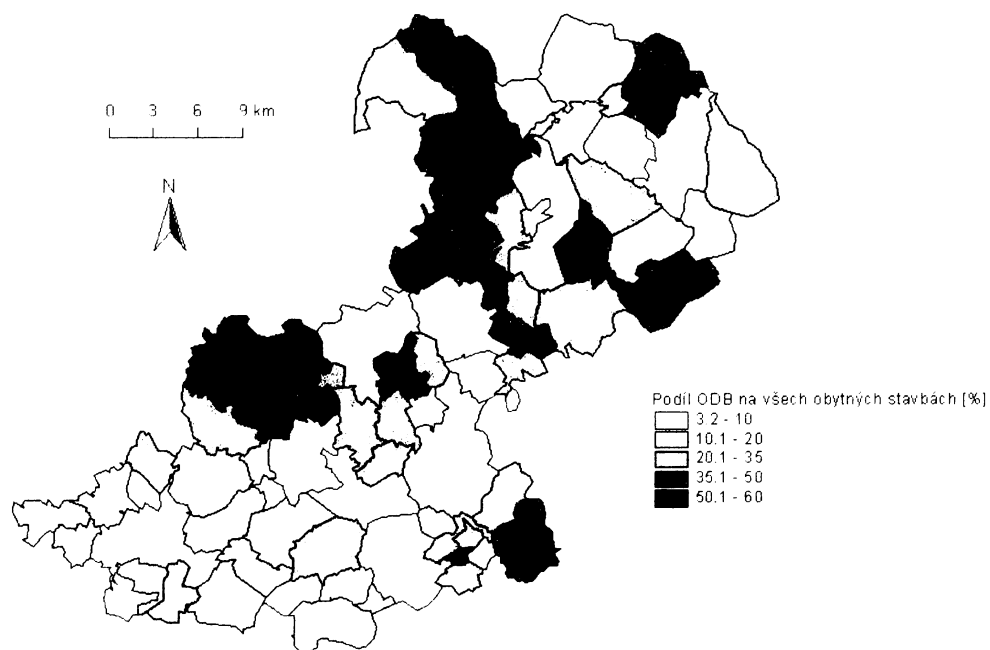 0 3 6 9 km
N
Podíl ODB na všech obytných stavbách [%]
3.2 - 10
10.1 - 20
20.1 - 35
35.1 - 50
50.1 - 60